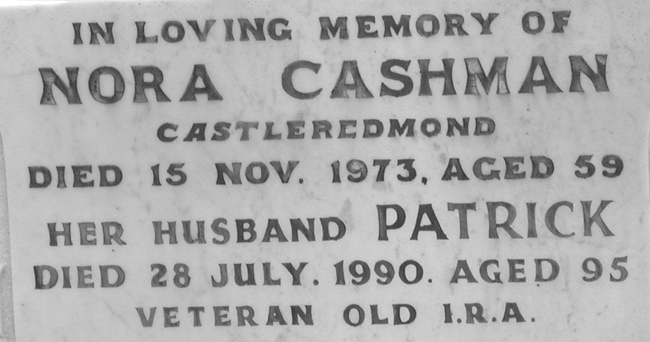 IN LOVING MEMORY OF
NORA CASHMAN
CASTLEREDMOND
DIED 15 NOV. 1973, AGED 59
HER HUSBAND PATRICK
DIED 28 JULY. 1990. AGED 95
VETERAN OLD I.R.A.